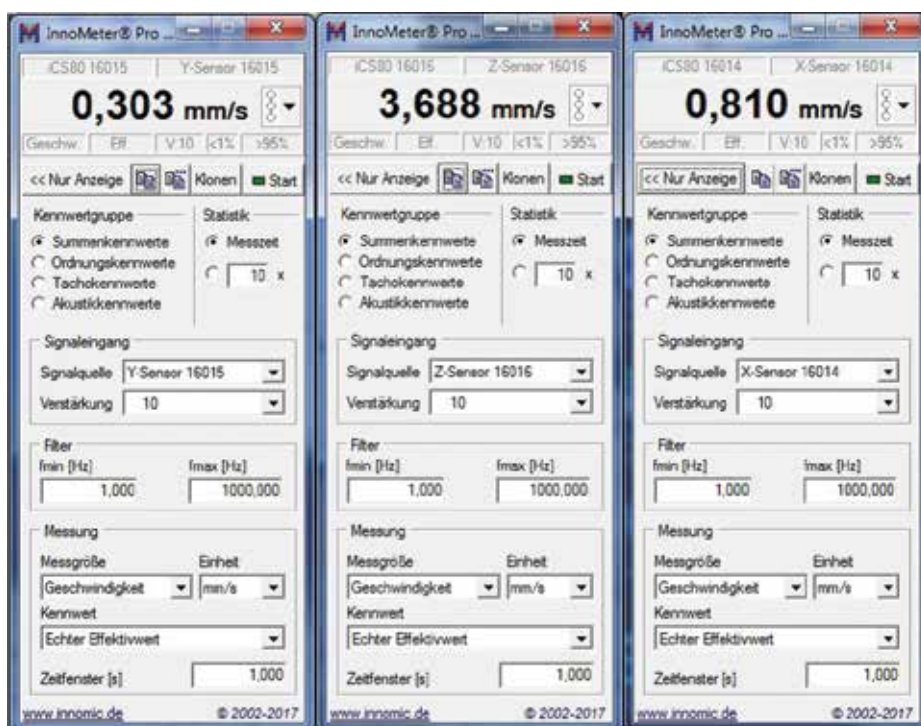 InnoMeter® Pro ...
iCS80 16015 Y-Sensor 16015
0,303 mm/s
Geschw. Eff. V:10 <1% >95%
<< Nur Anzeige Klonen Start
Kennwertgruppe Statistik
Summenkennwerte Messzeit
Ordnungskennwerte
10 x
Tachokennwerte
Akustikkennwerte
Signaleingang
Signalquelle Y-Sensor 16015
Verstärkung 10
Filter
fmin [Hz] fmax [Hz]
1,000 1000,000
Messung
Messgröße Einheit
Geschwindigkeit mm/s
Kennwert
Echter Effektivwert
Zeitfenster [s] 1,000
www.innomic.de © 2002-2017
InnoMeter® Pro ...
iCS80 16016 Z-Sensor 16016
3,688 mm/s
Geschw. Eff. V:10 <1% >95%
<< Nur Anzeige Klonen Start
Kennwertgruppe Statistik
Summenkennwerte Messzeit
Ordnungskennwerte
10 x
Tachokennwerte
Akustikkennwerte
Signaleingang
Signalquelle Z-Sensor 16016
Verstärkung 10
Filter
fmin [Hz] fmax [Hz]
1,000 1000,000
Messung
Messgröße Einheit
Geschwindigkeit mm/s
Kennwert
Echter Effektivwert
Zeitfenster [s] 1,000
www.innomic.de © 2002-2017
InnoMeter® Pro ...
iCS80 16014 X-Sensor 16014
0,810 mm/s
Geschw. Eff. V:10 <1% >95%
<< Nur Anzeige Klonen Start
Kennwertgruppe Statistik
Summenkennwerte Messzeit
Ordnungskennwerte
10 x
Tachokennwerte
Akustikkennwerte
Signaleingang
Signalquelle X-Sensor 16014
Verstärkung 10
Filter
fmin [Hz] fmax [Hz]
1,000 1000,000
Messung
Messgröße Einheit
Geschwindigkeit mm/s
Kennwert
Echter Effektivwert
Zeitfenster [s] 1,000
www.innomic.de © 2002-2017